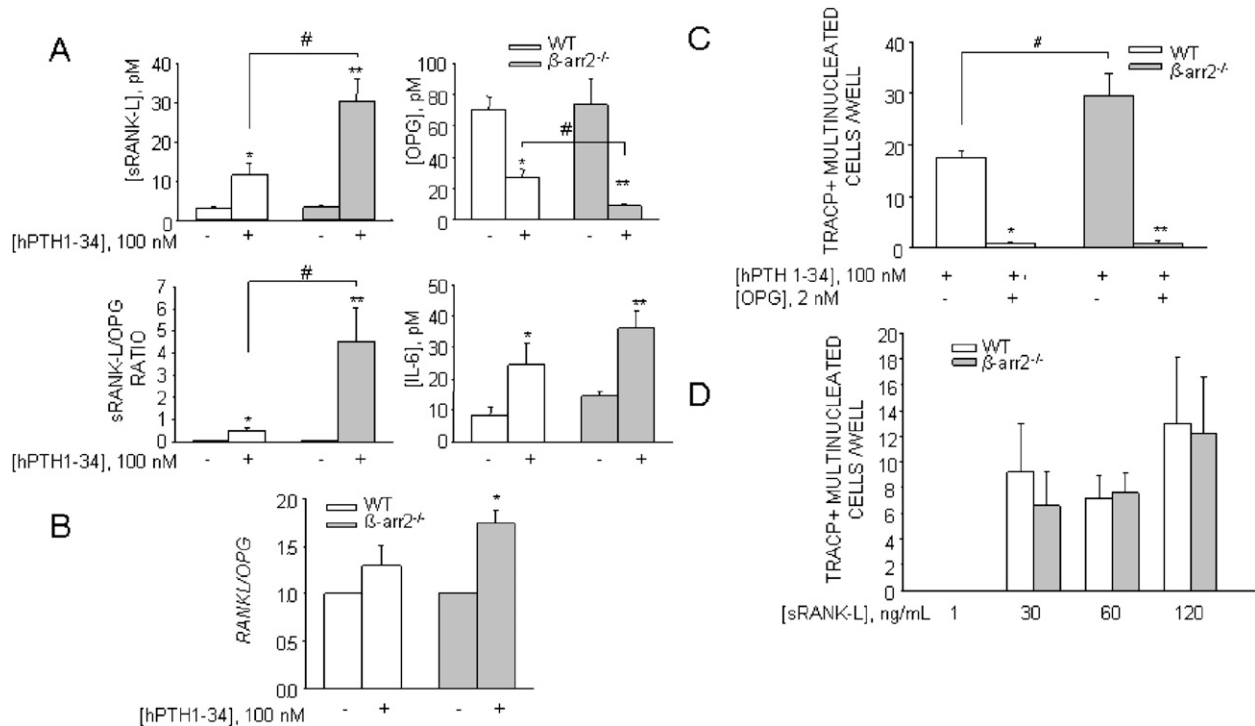 A
[sRANK-L], pM
40
30
20
10
0
- + - +
* **
#
[hPTH1-34], 100 nM
WT
ß-arr2-/-
[OPG], pM
100
80
60
40
20
0
* **
#
- + - +
sRANK-L/OPG
RATIO
7
6
5
4
3
2
1
0
* **
#
[hPTH1-34], 100 nM
- + - +
[IL-6], pM
50
40
30
20
10
0
* **
- + - +
B
RANKL/OPG
2.0
1.5
1.0
0.5
0.0
WT
ß-arr2-/-
*
[hPTH1-34], 100 nM
- + - +
C
TRACP+ MULTINUCLEATED
CELLS /WELL
40
30
20
10
0
#
WT
ß-arr2-/-
* **
[hPTH 1-34], 100 nM
+ + + +
[OPG], 2 nM
- + - +
D
TRACP+ MULTINUCLEATED
CELLS /WELL
20
18
16
14
12
10
8
6
4
2
0
WT
ß-arr2-/-
[sRANK-L], ng/mL 1 30 60 120